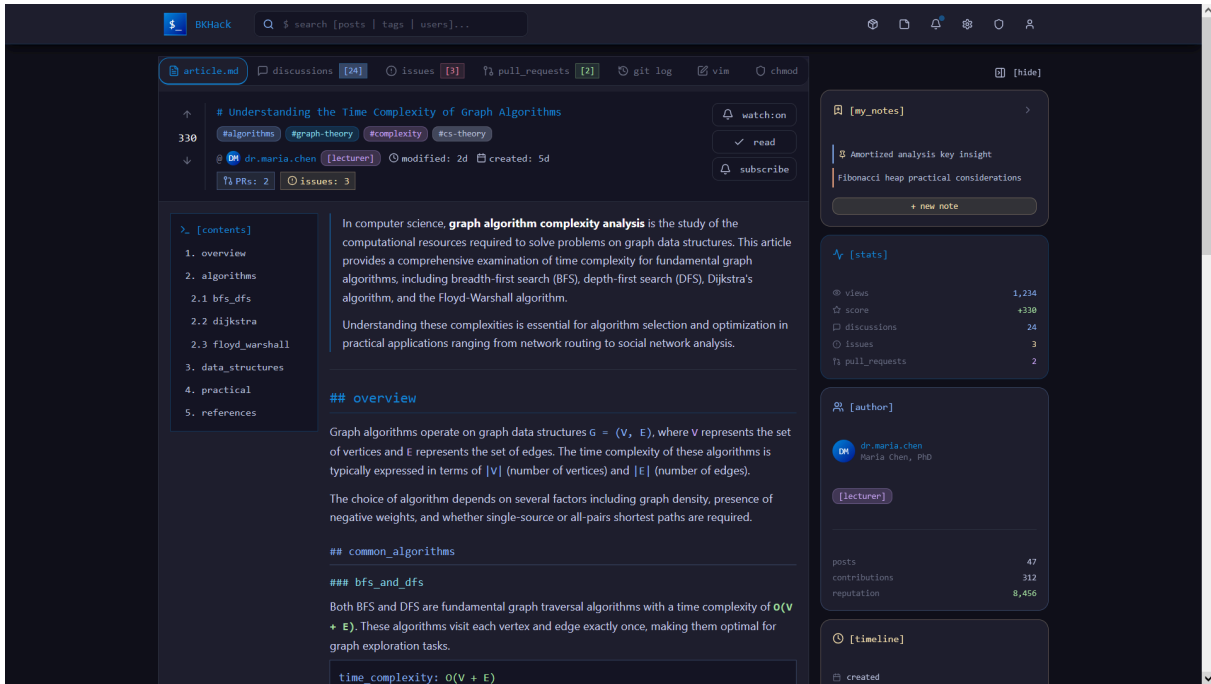 $_ BKHack
$ search [posts | tags | users]...
article.md discussions [24] issues [3] pull_requests [2] git log vim chmod
[hide]
# Understanding the Time Complexity of Graph Algorithms
330
#algorithms #graph-theory #complexity #cs-theory
@ DM dr.maria.chen [lecturer] modified: 2d created: 5d
PRs: 2 issues: 3
watch:on
read
subscribe
>_ [contents]
1. overview
2. algorithms
2.1 bfs_dfs
2.2 dijkstra
2.3 floyd_warshall
3. data_structures
4. practical
5. references
In computer science, graph algorithm complexity analysis is the study of the
computational resources required to solve problems on graph data structures. This article
provides a comprehensive examination of time complexity for fundamental graph
algorithms, including breadth-first search (BFS), depth-first search (DFS), Dijkstra's
algorithm, and the Floyd-Warshall algorithm.
Understanding these complexities is essential for algorithm selection and optimization in
practical applications ranging from network routing to social network analysis.
## overview
Graph algorithms operate on graph data structures G = (V, E), where V represents the set
of vertices and E represents the set of edges. The time complexity of these algorithms is
typically expressed in terms of |V| (number of vertices) and |E| (number of edges).
The choice of algorithm depends on several factors including graph density, presence of
negative weights, and whether single-source or all-pairs shortest paths are required.
## common_algorithms
### bfs_and_dfs
Both BFS and DFS are fundamental graph traversal algorithms with a time complexity of O(V
+ E). These algorithms visit each vertex and edge exactly once, making them optimal for
graph exploration tasks.
time_complexity: O(V + E)
[my_notes]
Amortized analysis key insight
Fibonacci heap practical considerations
+ new note
[stats]
views 1,234
score +330
discussions 24
issues 3
pull_requests 2
[author]
DM dr.maria.chen
Maria Chen, PhD
[lecturer]
posts 47
contributions 312
reputation 8,456
[timeline]
created